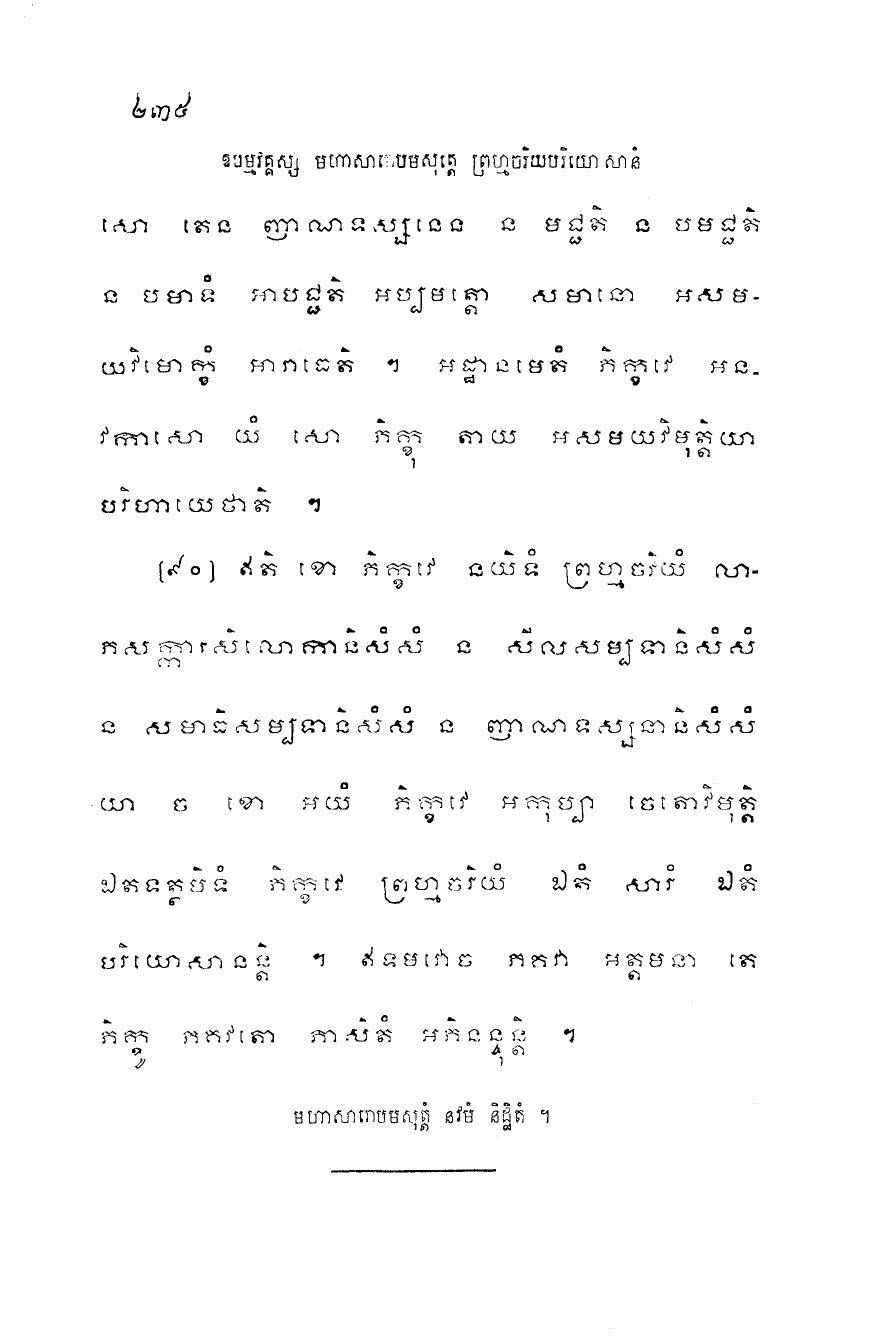 ២៣៥
ឱបម្មវគ្គស្ស មហាសារោបមសុត្តេ ព្រហ្មចរិយបរិយោសានំ
សោ តេន ញាណទស្សនេន ន មជ្ជតិ ន បមជ្ជតិ
ន បមាទំ អាបជ្ជតិ អប្បមត្តោ សមានោ អសម-
យវិមោក្ខំ អារាធេតិ ។ អដ្ឋានមេតំ ភិក្ខវេ អន-
វកាសោ យំ សោ ភិក្ខុ តាយ អសមយវិមុត្តិយា
បរិហាយេថាតិ ។
(៩០) ឥតិ ខោ ភិក្ខវេ នយិទំ ព្រហ្មចរិយំ លា-
ភសក្ការសិលោកានិសំសំ ន សីលសម្បទានិសំសំ
ន សមាធិសម្បទានិសំសំ ន ញាណទស្សនានិសំសំ
យា ច ខោ អយំ ភិក្ខវេ អកុប្បា ចេតោវិមុត្តិ
ឯតទត្ថមិទំ ភិក្ខវេ ព្រហ្មចរិយំ ឯតំ សារំ ឯតំ
បរិយោសានន្តិ ។ ឥទមវោច ភគវា អត្តមនា តេ
ភិក្ខូ ភគវតោ ភាសិតំ អភិនន្ទុន្តិ ។
មហាសារោបមសុត្តំ នវមំ និដ្ឋិតំ ។